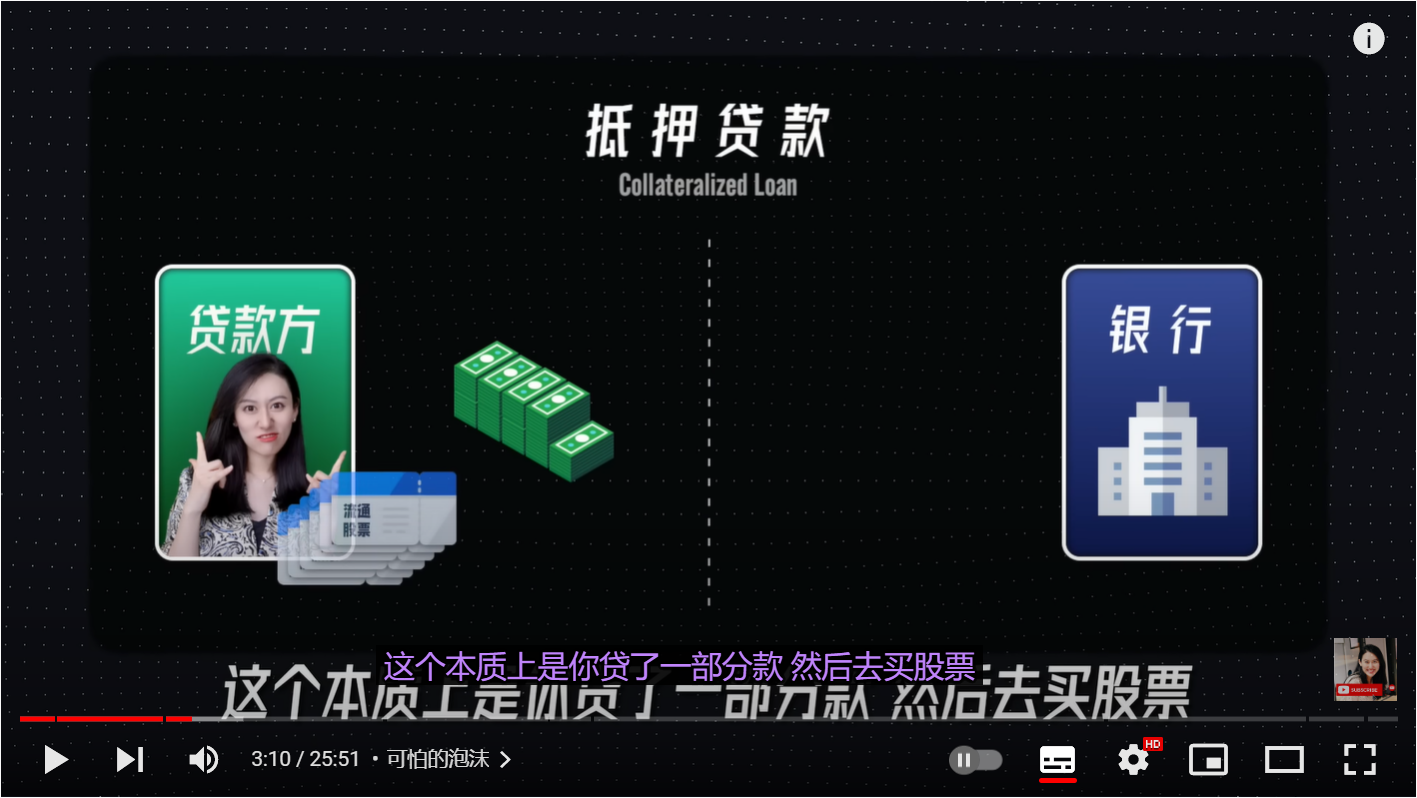 抵押贷款
Collateralized Loan
贷款方
银行
流通
股票
这个本质上是你贷了一部分款 然后去买股票
这个本质上是你贷了一部分款 然后去买股票
SUBSCRIBE
3:10 / 25:51 • 可怕的泡沫
HD